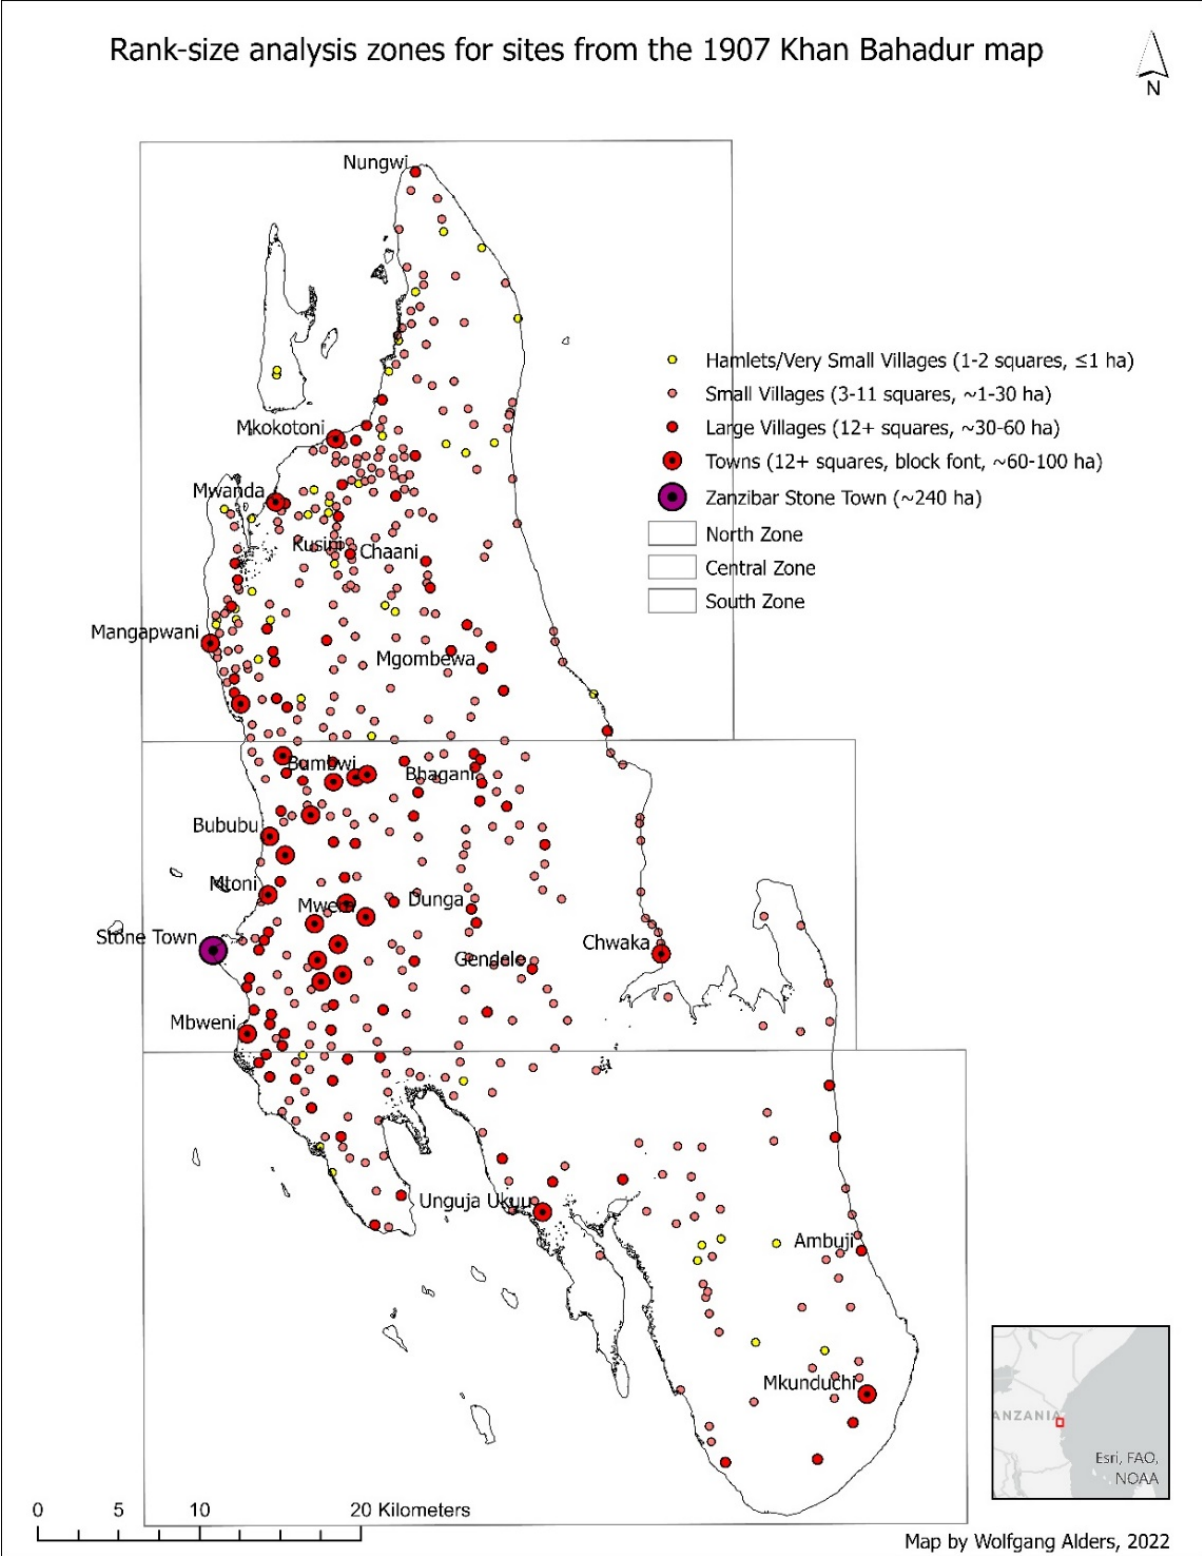 Rank-size analysis zones for sites from the 1907 Khan Bahadur map
N
Nungwi
Hamlets/Very Small Villages (1-2 squares, ≤1 ha)
Small Villages (3-11 squares, ~1-30 ha)
Large Villages (12+ squares, ~30-60 ha)
Towns (12+ squares, block font, ~60-100 ha)
Zanzibar Stone Town (~240 ha)
North Zone
Central Zone
South Zone
Mkokotoni
Mwanda
Kusini
Chaani
Mangapwani
Mgombewa
Bumbwi
Bhagani
Bububu
Mtoni
Mwera
Dunga
Stone Town
Chwaka
Gendele
Mbweni
Unguja Ukuu
Ambuji
Mkunduchi
ANZANIA
Esri, FAO,
NOAA
0 5 10 20 Kilometers
Map by Wolfgang Alders, 2022